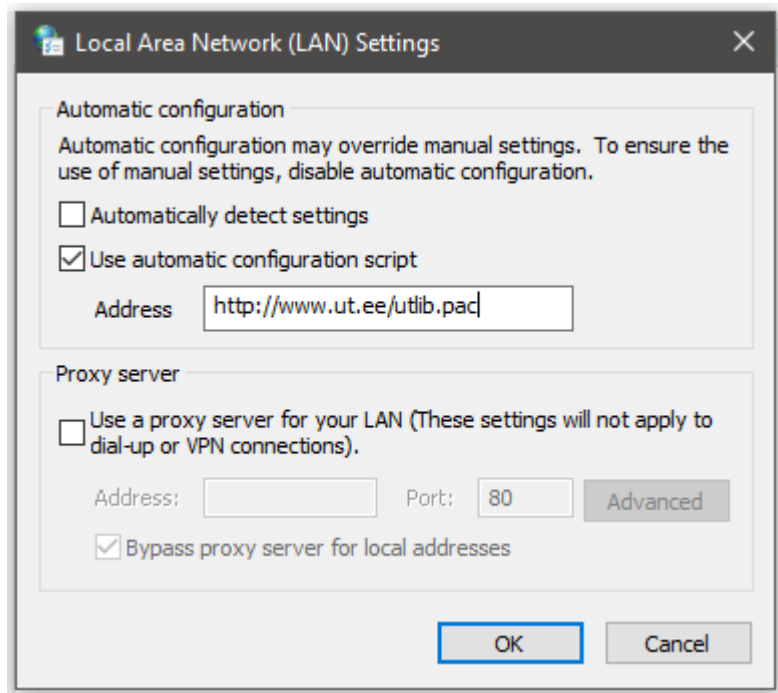 Local Area Network (LAN) Settings
Automatic configuration
Automatic configuration may override manual settings.  To ensure the
use of manual settings, disable automatic configuration.
Automatically detect settings
Use automatic configuration script
Address http://www.ut.ee/utlib.pac
Proxy server
Use a proxy server for your LAN (These settings will not apply to
dial-up or VPN connections).
Address: Port: 80 Advanced
Bypass proxy server for local addresses
OK Cancel